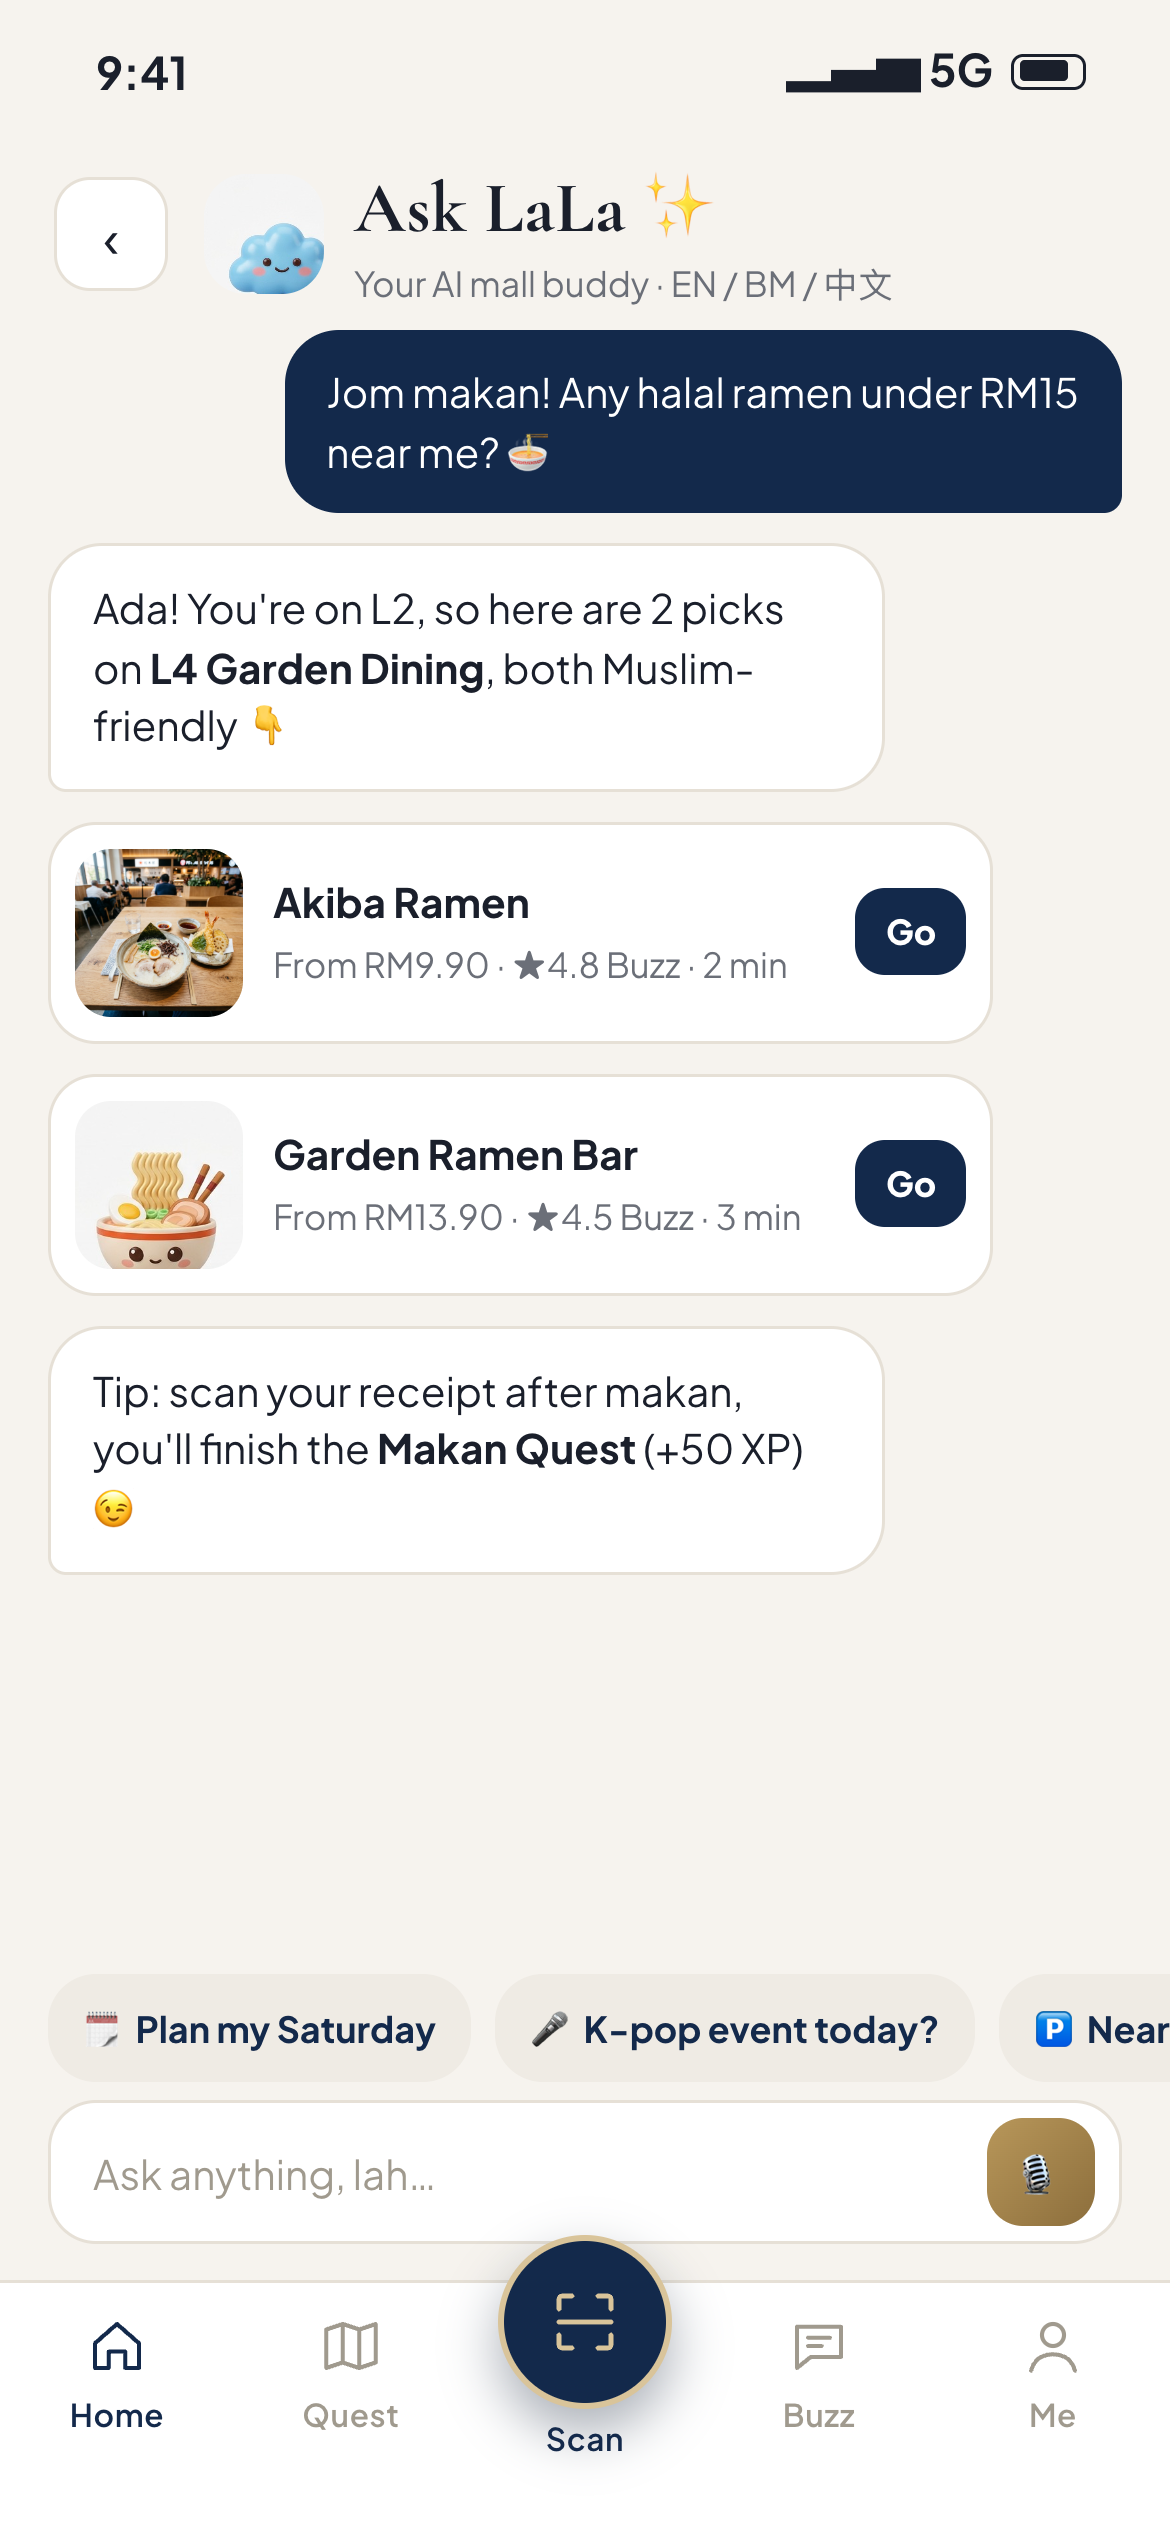 9:41
5G
‹
Ask LaLa ✨
Your AI mall buddy · EN / BM / 中文
Jom makan! Any halal ramen under RM15
near me? 🍜
Ada! You're on L2, so here are 2 picks
on L4 Garden Dining, both Muslim-
friendly 👇
Akiba Ramen
From RM9.90 · ★4.8 Buzz · 2 min
Go
Garden Ramen Bar
From RM13.90 · ★4.5 Buzz · 3 min
Go
Tip: scan your receipt after makan,
you'll finish the Makan Quest (+50 XP)
😉
🗓️ Plan my Saturday
🎤 K-pop event today?
🅿️ Near
Ask anything, lah...
Home
Quest
Scan
Buzz
Me